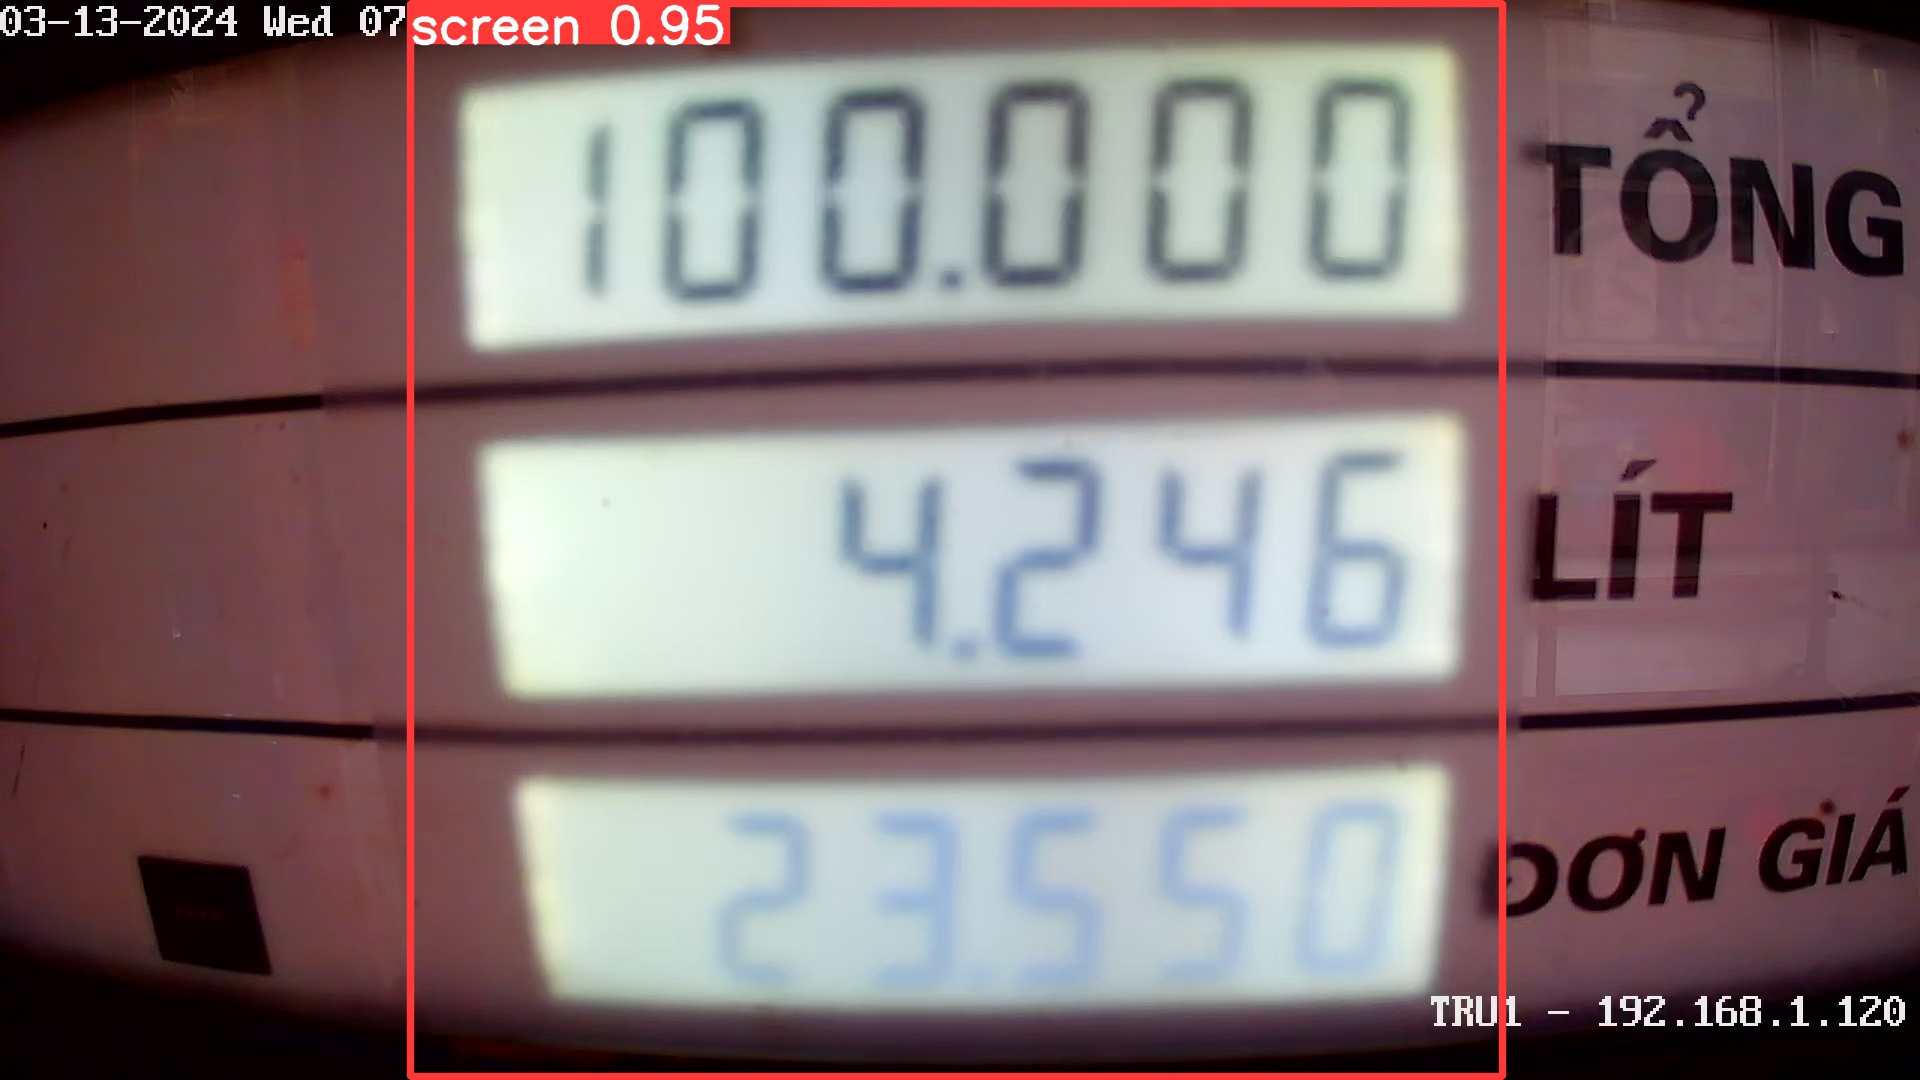 03-13-2024 Wed 07
screen 0.95
100.000
TỔNG
4.246
LÍT
23.550
ĐƠN GIÁ
TRU1 - 192.168.1.120